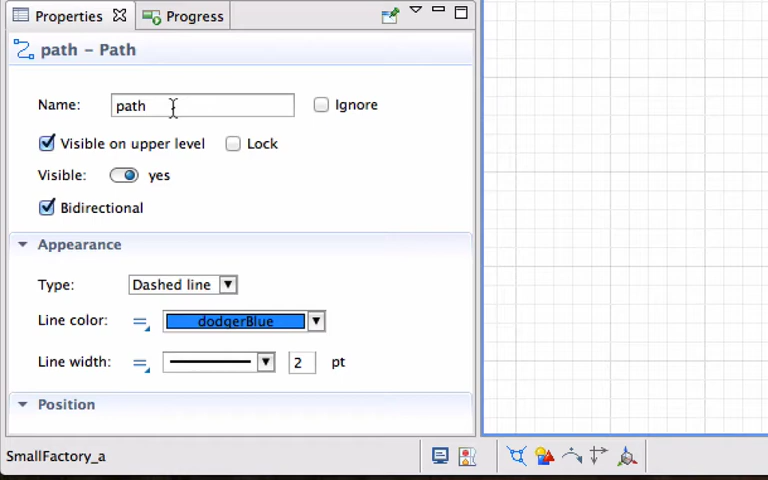 Properties Progress
path – Path
Name: path Ignore
Visible on upper level Lock
Visible: yes
Bidirectional
Appearance
Type: Dashed line
Line color: dodgerBlue
Line width: 2 pt
Position
SmallFactory_a